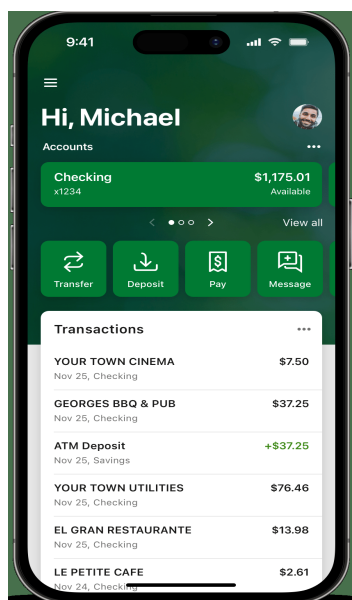 9:41
Hi, Michael
Accounts
Checking $1,175.01
x1234 Available
View all
Transfer Deposit Pay Message
Transactions
YOUR TOWN CINEMA $7.50
Nov 25, Checking
GEORGES BBQ & PUB $37.25
Nov 25, Checking
ATM Deposit +$37.25
Nov 25, Savings
YOUR TOWN UTILITIES $76.46
Nov 25, Checking
EL GRAN RESTAURANTE $13.98
Nov 25, Checking
LE PETITE CAFE $2.61
Nov 24, Checking